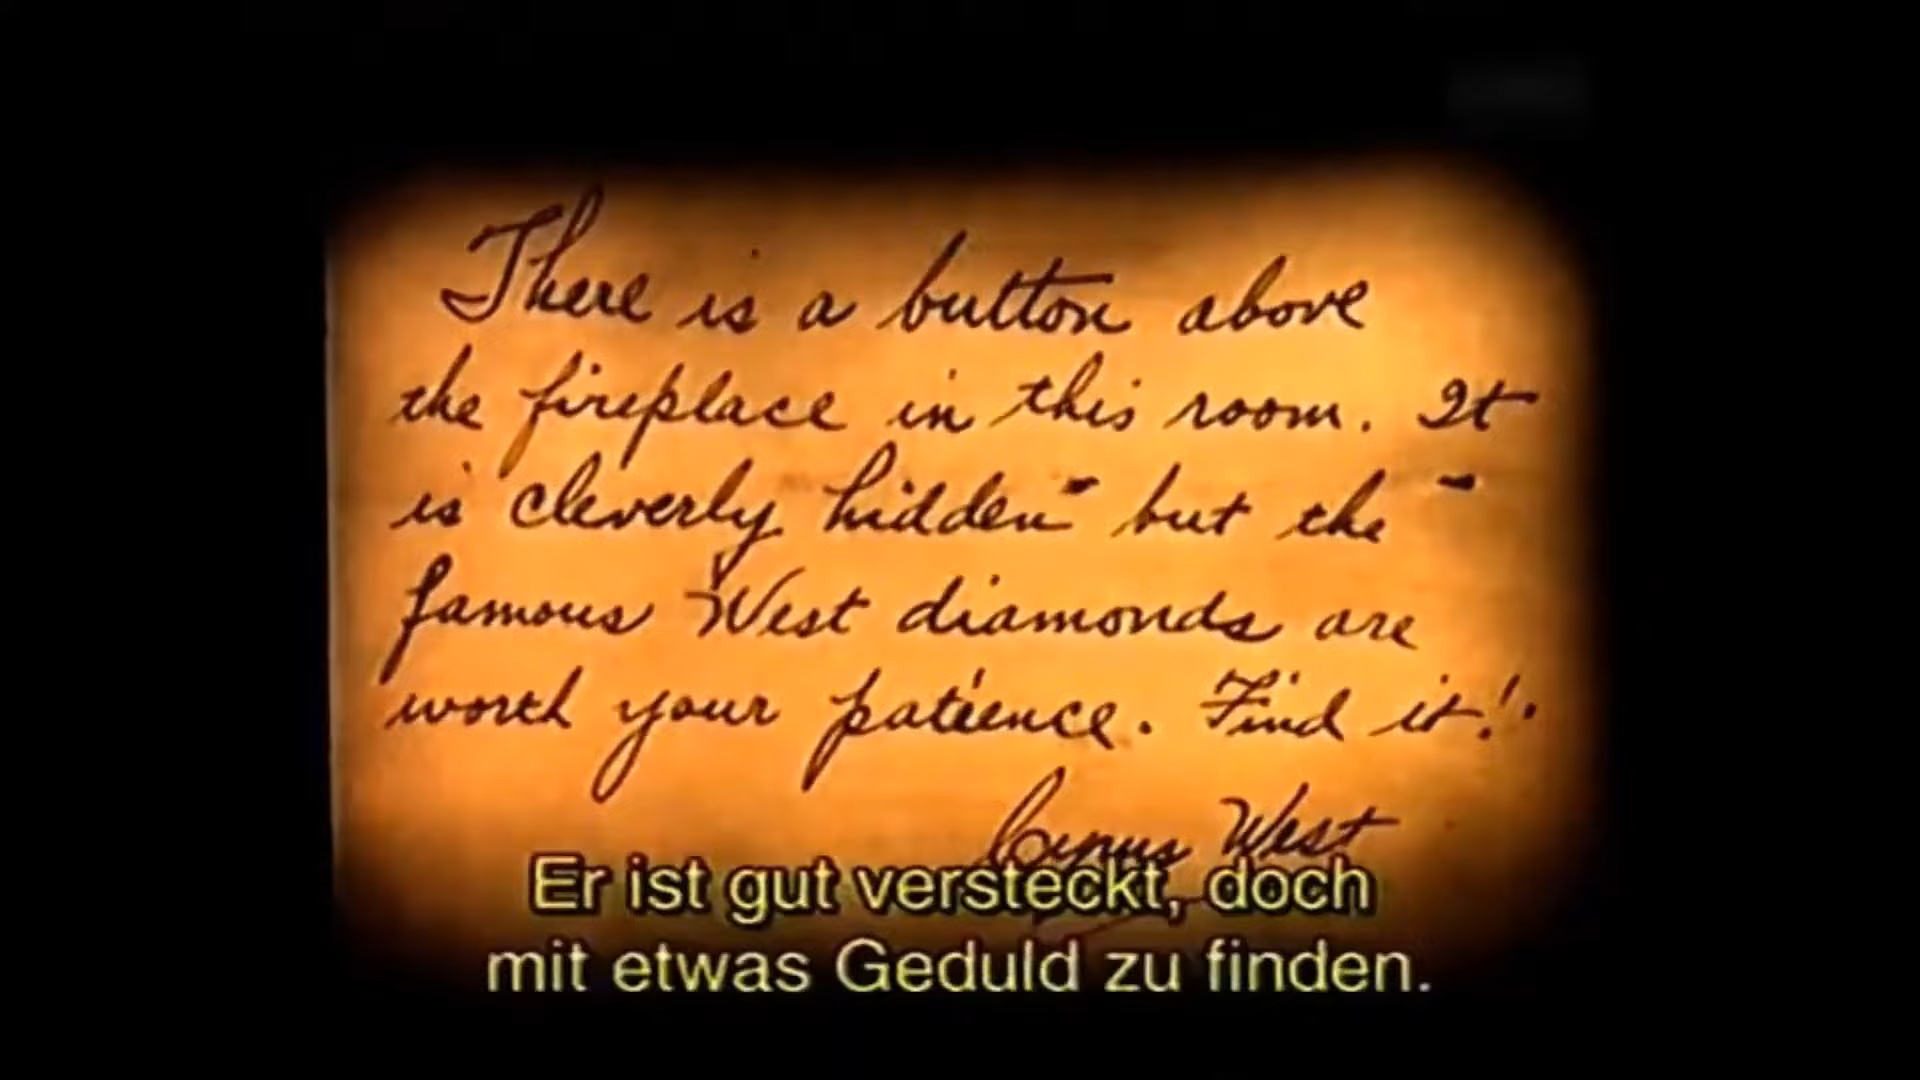 There is a button above
the fireplace in this room. It
is cleverly hidden - but the -
famous West diamonds are
worth your patience. Find it!
Cyrus West
Er ist gut versteckt, doch
mit etwas Geduld zu finden.